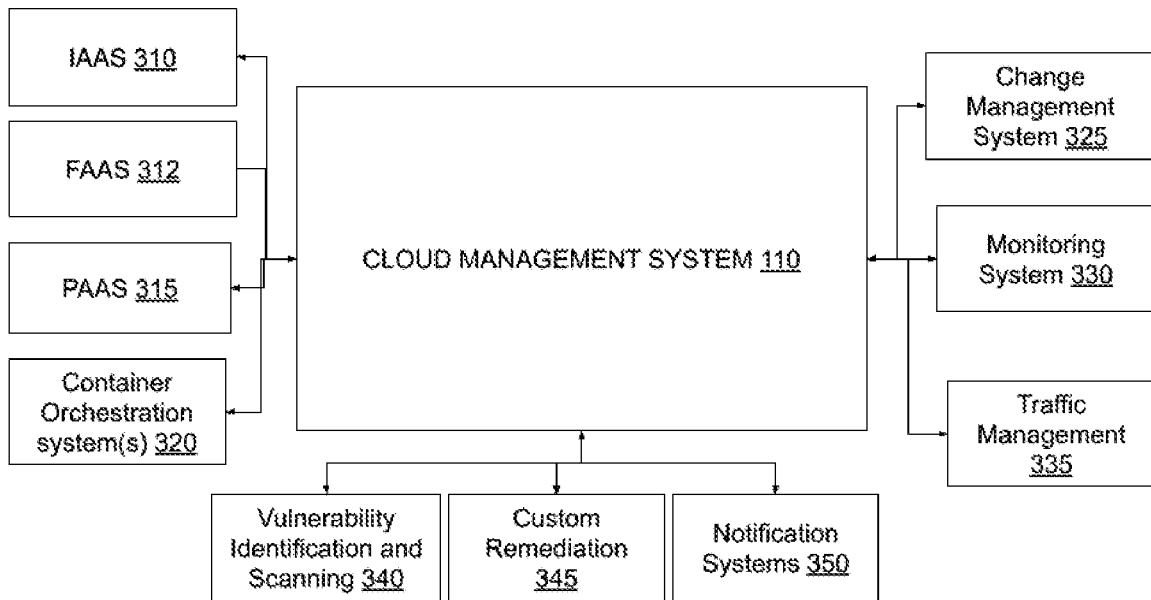 IAAS 310
FAAS 312
PAAS 315
Container
Orchestration
system(s) 320
CLOUD MANAGEMENT SYSTEM 110
Change
Management
System 325
Monitoring
System 330
Traffic
Management
335
Vulnerability
Identification and
Scanning 340
Custom
Remediation
345
Notification
Systems 350